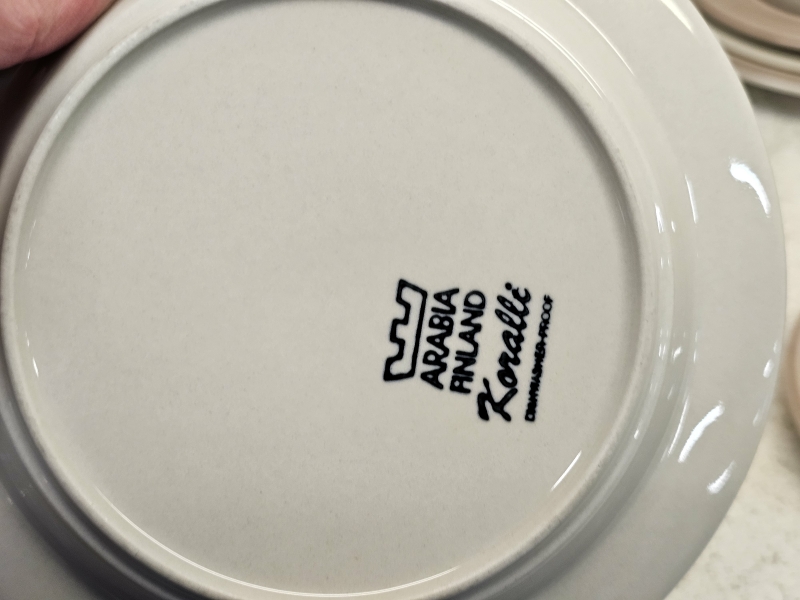 ARABIA
FINLAND
Koralli
DISHWASHER-PROOF